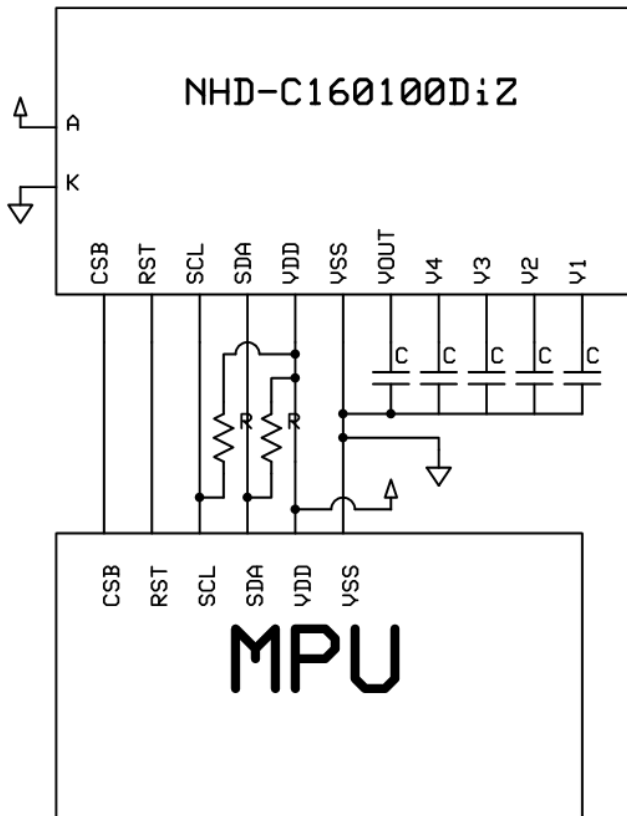 NHD-C160100DiZ
A
K
CSB RST SCL SDA VDD VSS VOUT V4 V3 V2 V1
C C C C C
R R
CSB RST SCL SDA VDD VSS
MPU